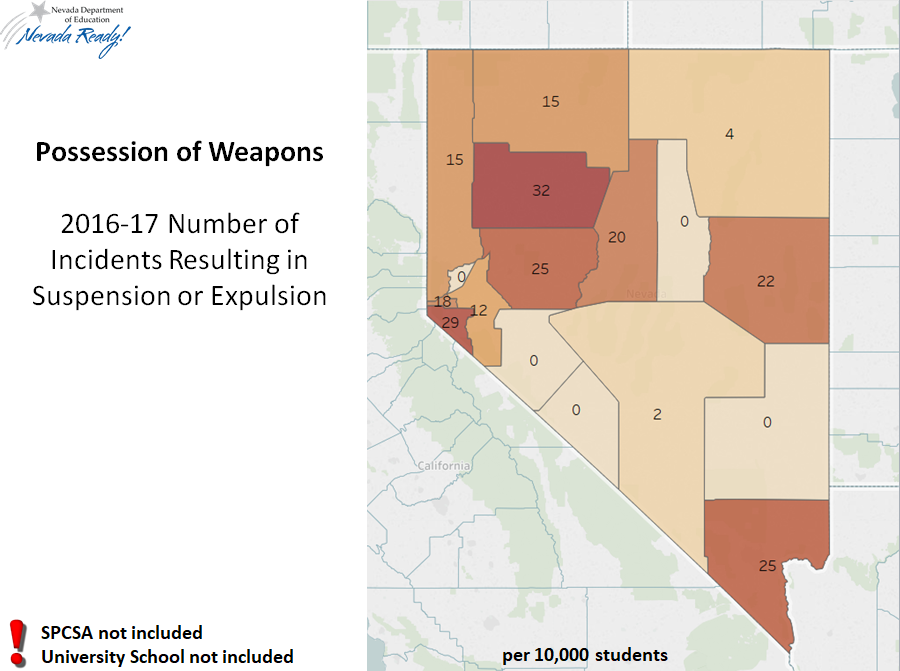 Nevada Department
of Education
Nevada Ready!
Possession of Weapons
2016-17 Number of
Incidents Resulting in
Suspension or Expulsion
SPCSA not included
University School not included
15
4
15
32
0
20
25
22
0
18
12
29
0
0
2
0
25
Nevada
California
per 10,000 students